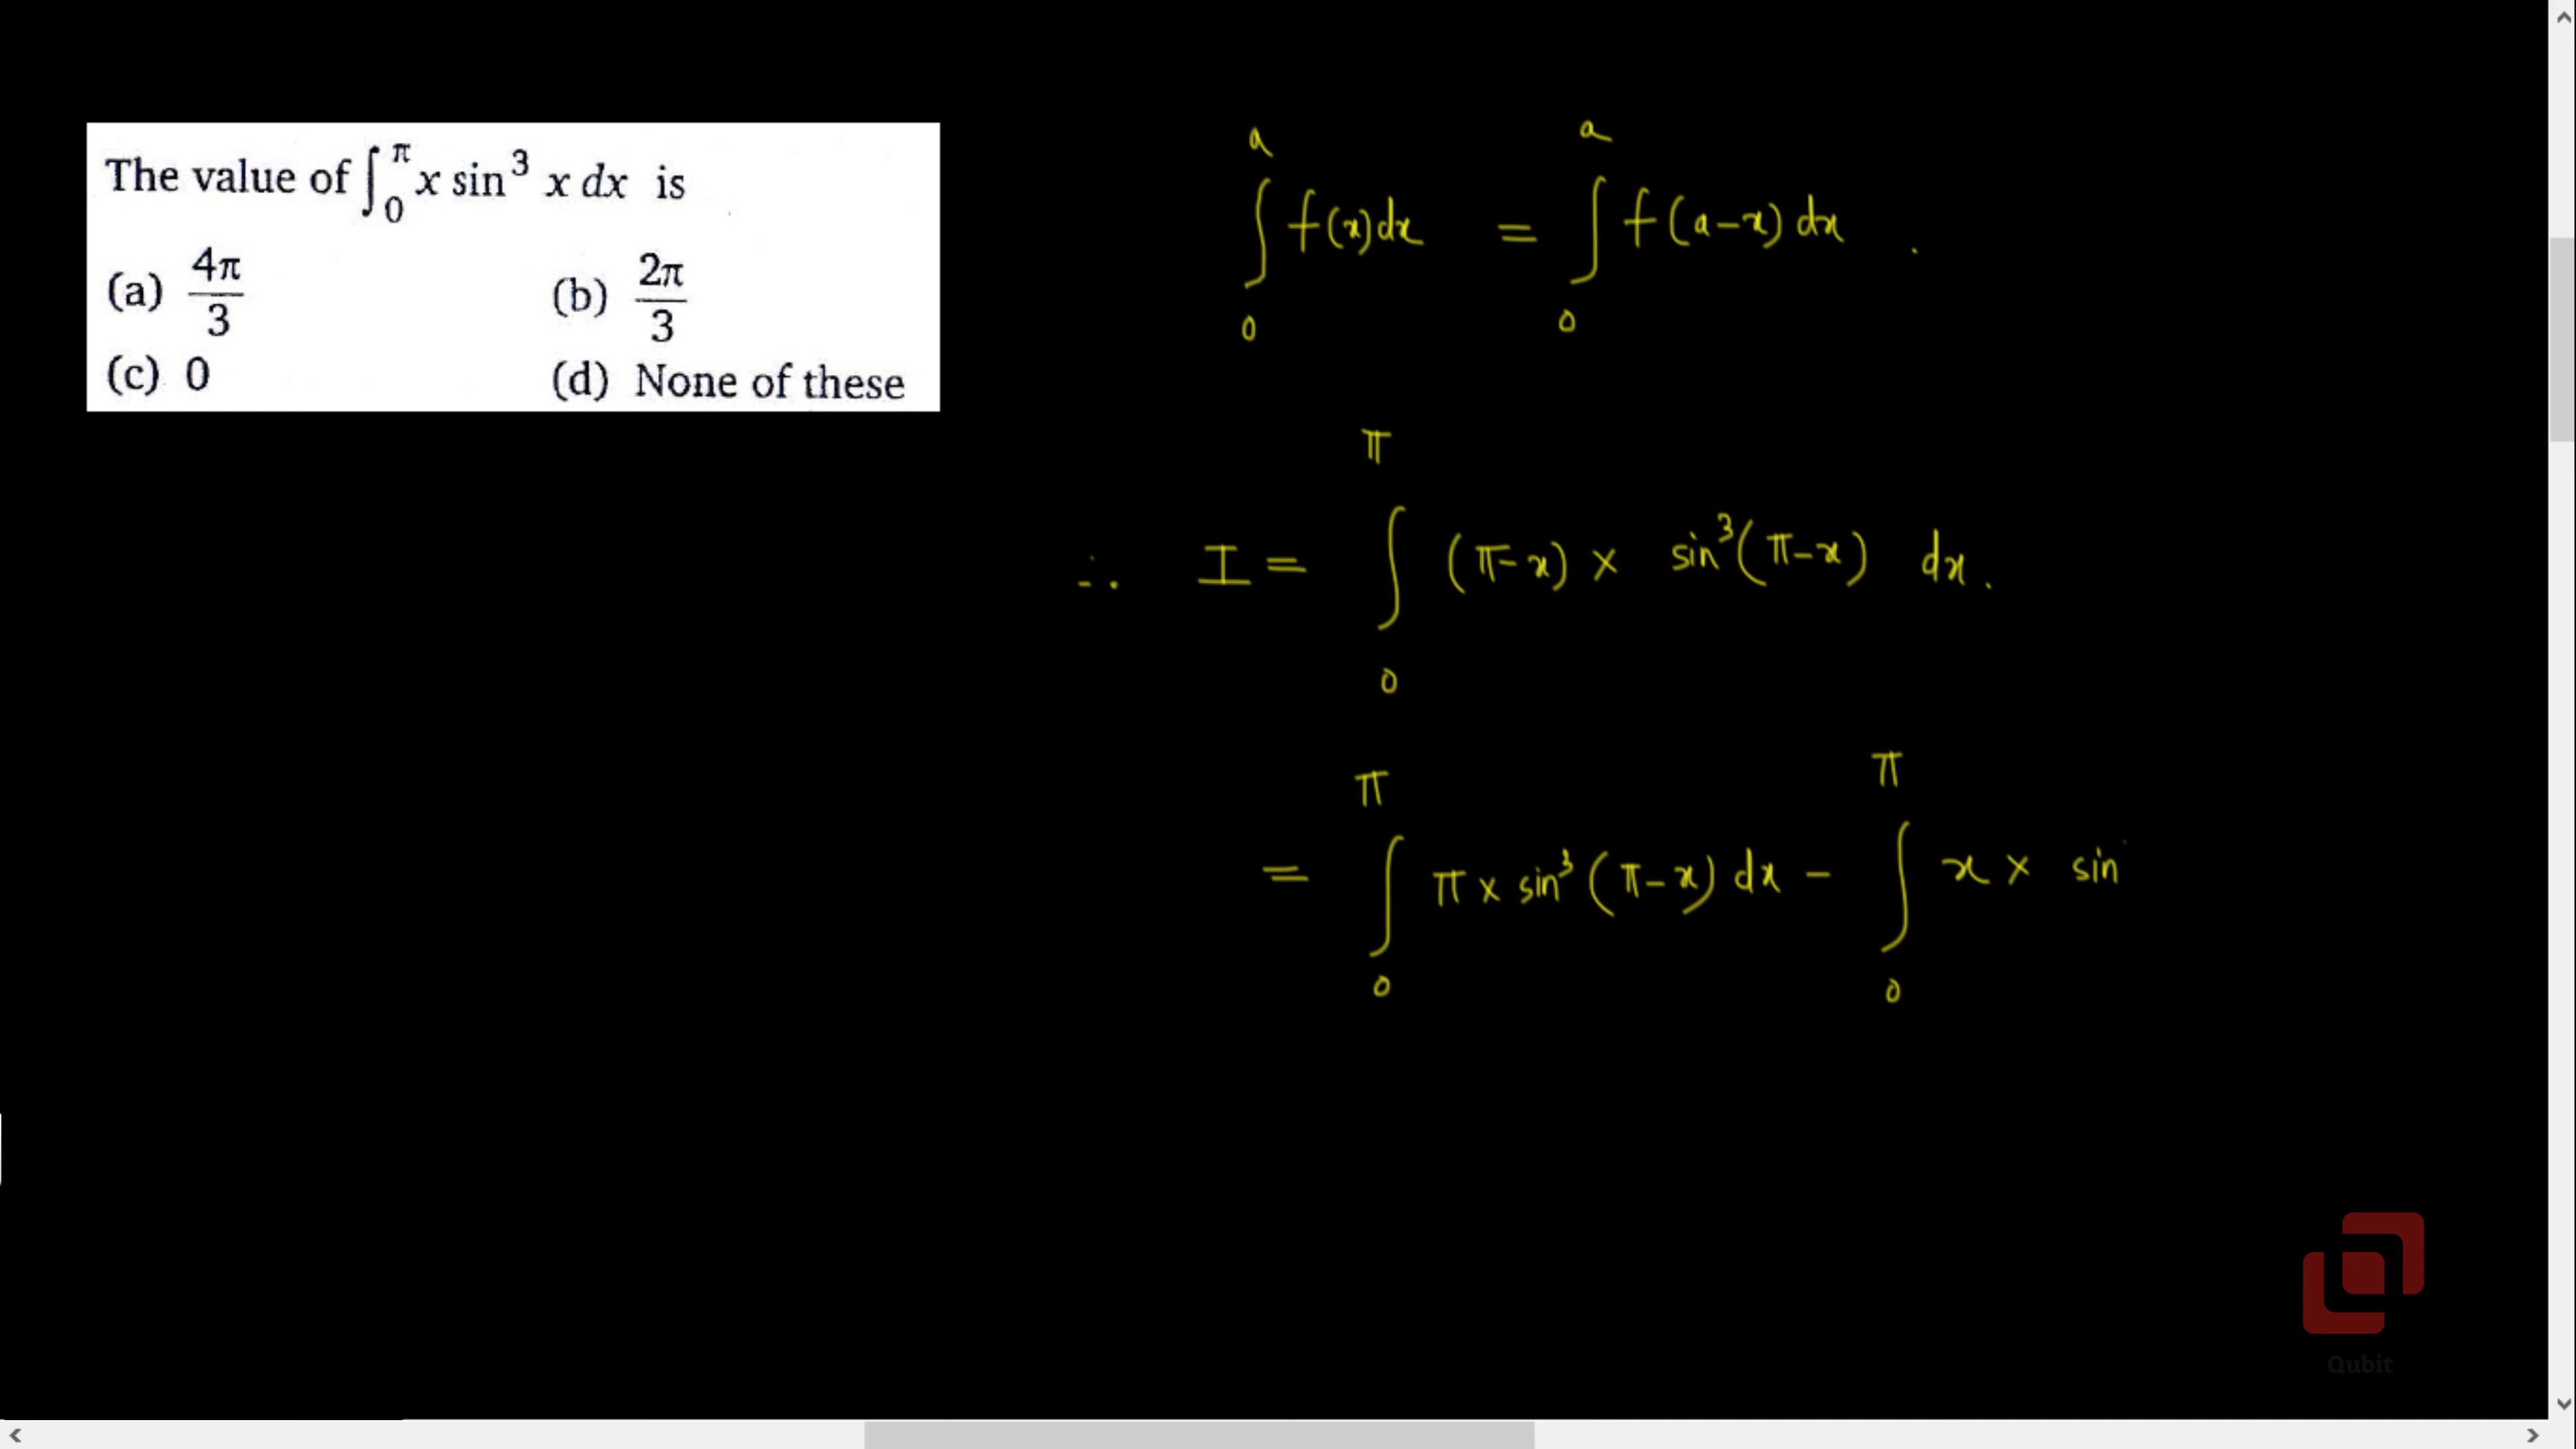 The value of ∫₀^π x sin³ x dx is
(a) 4π/3 (b) 2π/3
(c) 0 (d) None of these
∫₀^a f(x)dx = ∫₀^a f(a-x) dx .
∴ I = ∫₀^π (π-x) × sin³(π-x) dx .
= ∫₀^π π × sin³(π-x) dx - ∫₀^π x × sin
Qubit